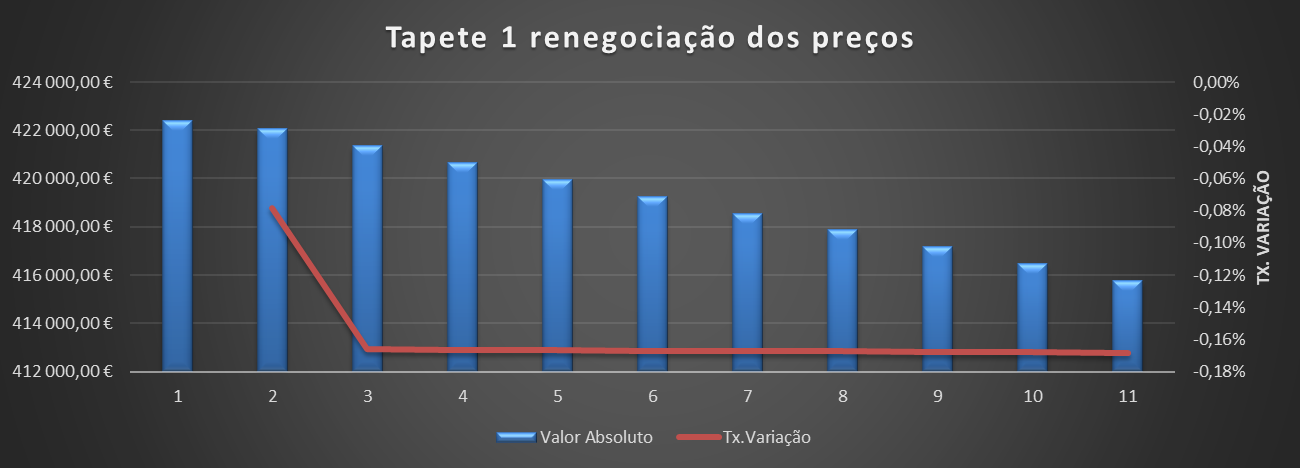 Tapete 1 renegociação dos preços
424 000,00 €
422 000,00 €
420 000,00 €
418 000,00 €
416 000,00 €
414 000,00 €
412 000,00 €
0,00%
-0,02%
-0,04%
-0,06%
-0,08%
-0,10%
-0,12%
-0,14%
-0,16%
-0,18%
TX. VARIAÇÃO
1 2 3 4 5 6 7 8 9 10 11
Valor Absoluto Tx.Variação